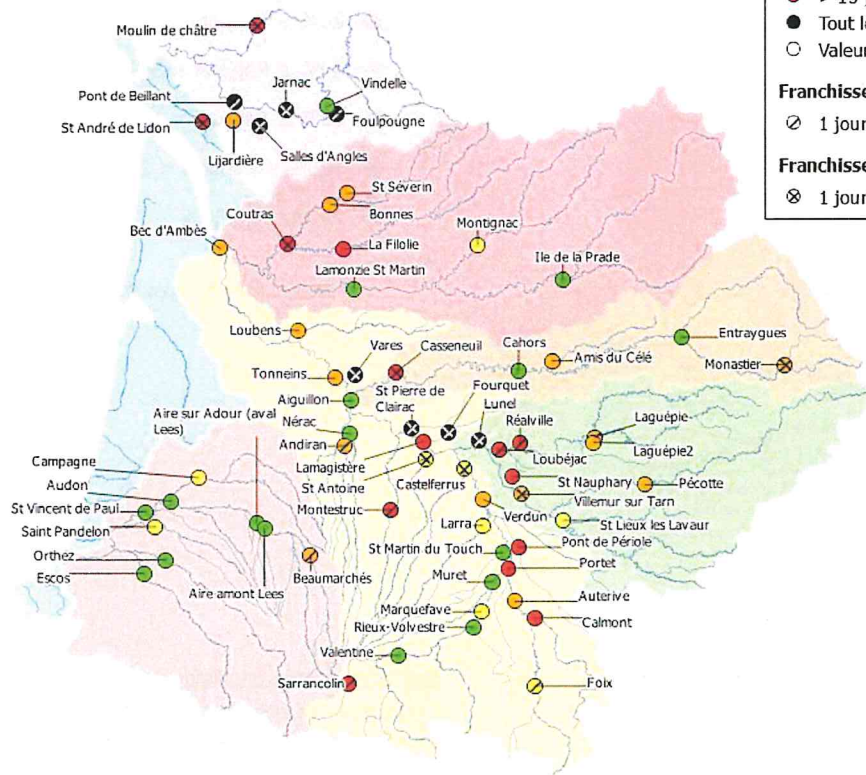 > 15
Tout le
Valeur
Franchisse
1 jour
Franchisse
1 jour
Moulin de châtre
Pont de Beillant
Jarnac
Vindelle
St André de Lidon
Foulpougne
Lijardière
Salles d'Angles
St Séverin
Bonnes
Coutras
Montignac
Bec d'Ambès
La Filolie
Ile de la Prade
Lamonzie St Martin
Loubens
Vares
Casseneuil
Cahors
Entraygues
Amis du Célé
Monastier
Tonneins
Aiguillon
St Pierre de
Clairac
Fourquet
Lunel
Aire sur Adour (aval
Lees)
Nérac
Réalville
Laguépie
Andiran
Loubéjac
Laguépie2
Campagne
Lamagistère
St Antoine
Castelferrus
St Nauphary
Pécotte
Audon
Montestruc
Villemur sur Tarn
St Vincent de Paul
Verdun
Saint Pandelon
Larra
St Lieux les Lavaur
Orthez
St Martin du Touch
Pont de Périole
Escos
Portet
Beaumarchés
Muret
Aire amont Lees
Auterive
Marquefave
Calmont
Rieux-Volvestre
Valentine
Sarrancolin
Foix